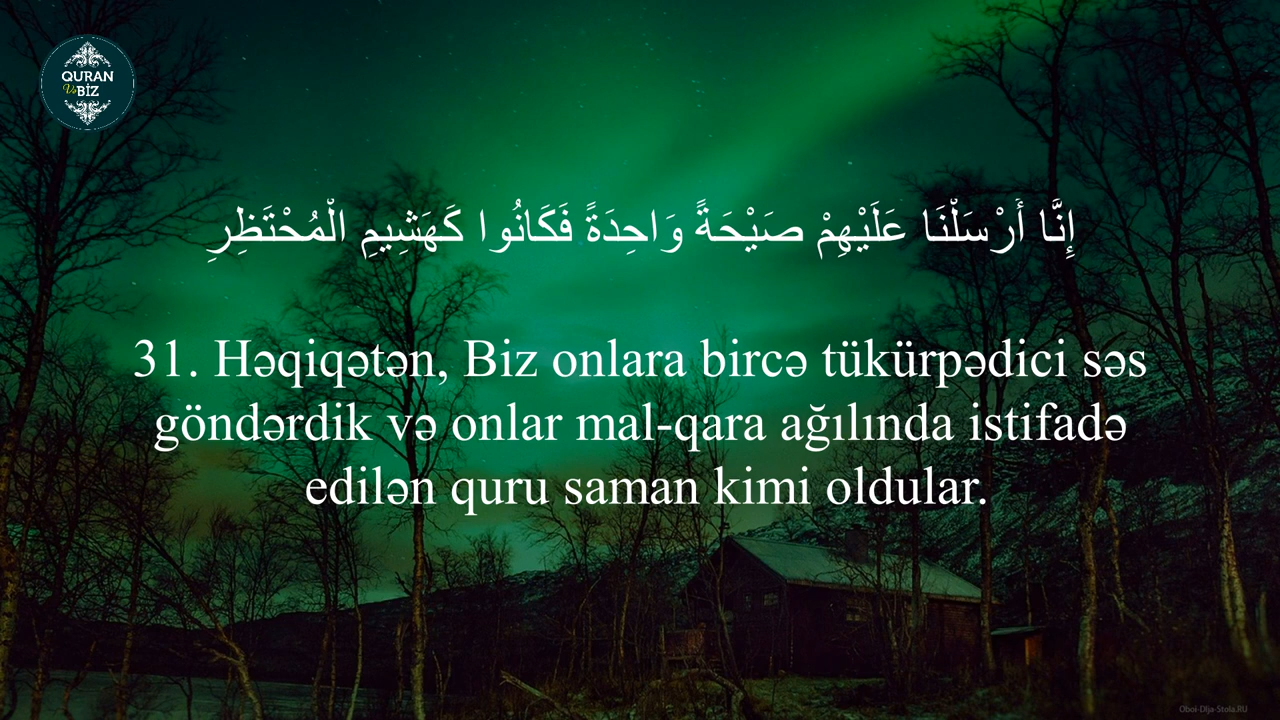 QURAN
Və BİZ
إِنَّا أَرْسَلْنَا عَلَيْهِمْ صَيْحَةً وَاحِدَةً فَكَانُوا كَهَشِيمِ الْمُحْتَظِرِ
31. Həqiqətən, Biz onlara bircə tükürpədici səs
göndərdik və onlar mal-qara ağılında istifadə
edilən quru saman kimi oldular.
Oboi-Dlja-Stola.RU